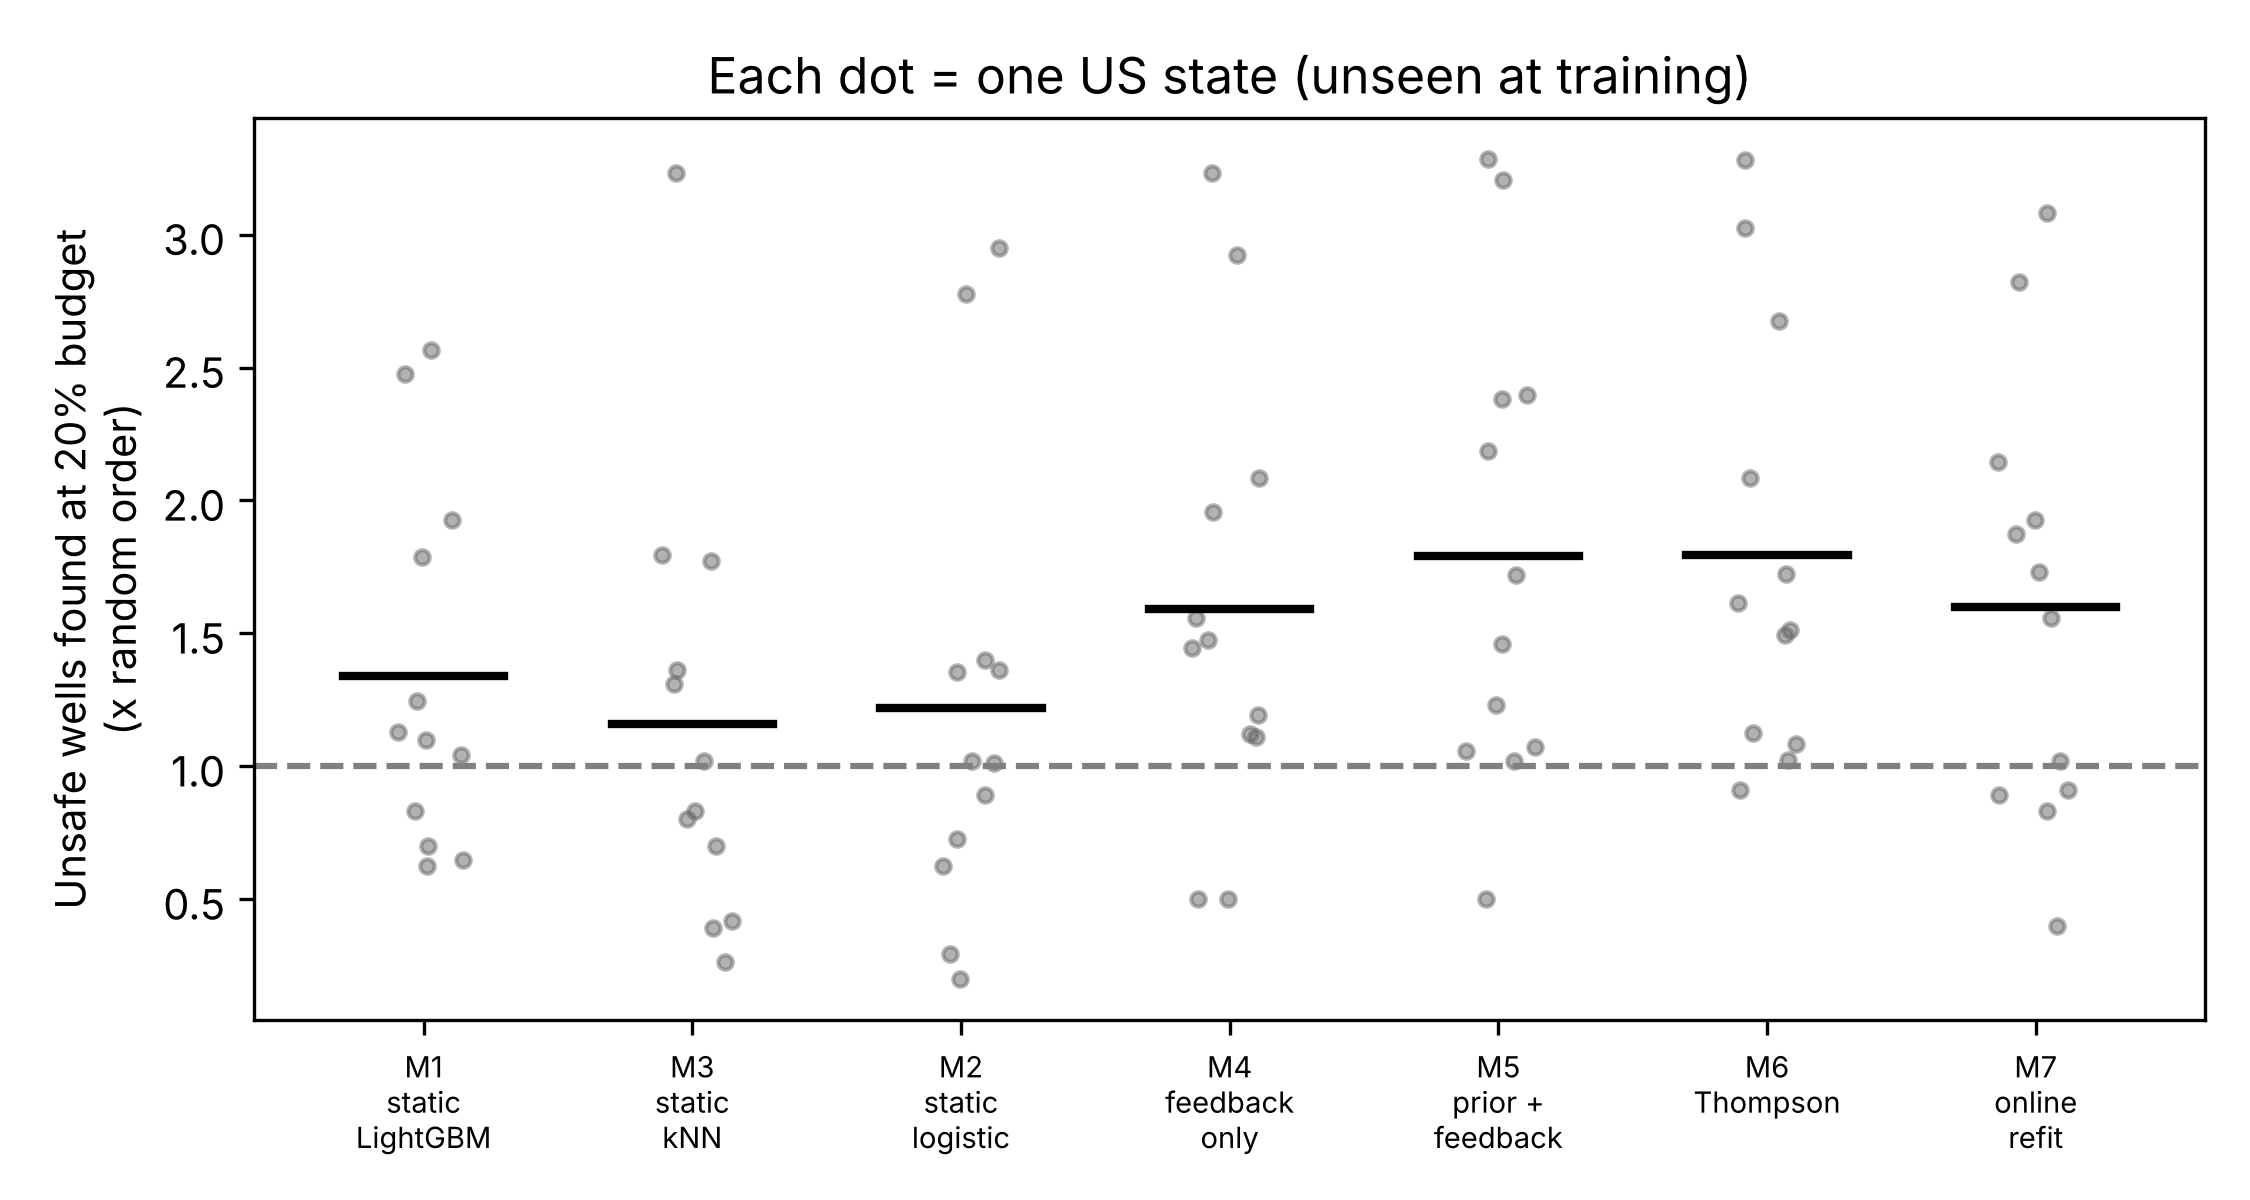 Each dot = one US state (unseen at training)
Unsafe wells found at 20% budget
(x random order)
3.0
2.5
2.0
1.5
1.0
0.5
M1
static
LightGBM
M3
static
kNN
M2
static
logistic
M4
feedback
only
M5
prior +
feedback
M6
Thompson
M7
online
refit